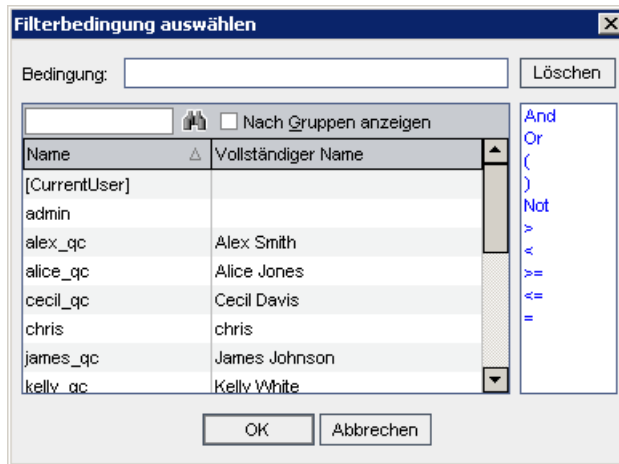 Filterbedingung auswählen
Bedingung:
Löschen
Nach Gruppen anzeigen
Name Vollständiger Name
[CurrentUser]
admin
alex_qc Alex Smith
alice_qc Alice Jones
cecil_qc Cecil Davis
chris chris
james_qc James Johnson
kelly_qc Kelly White
And
Or
(
)
Not
>
<
>=
<=
=
OK Abbrechen